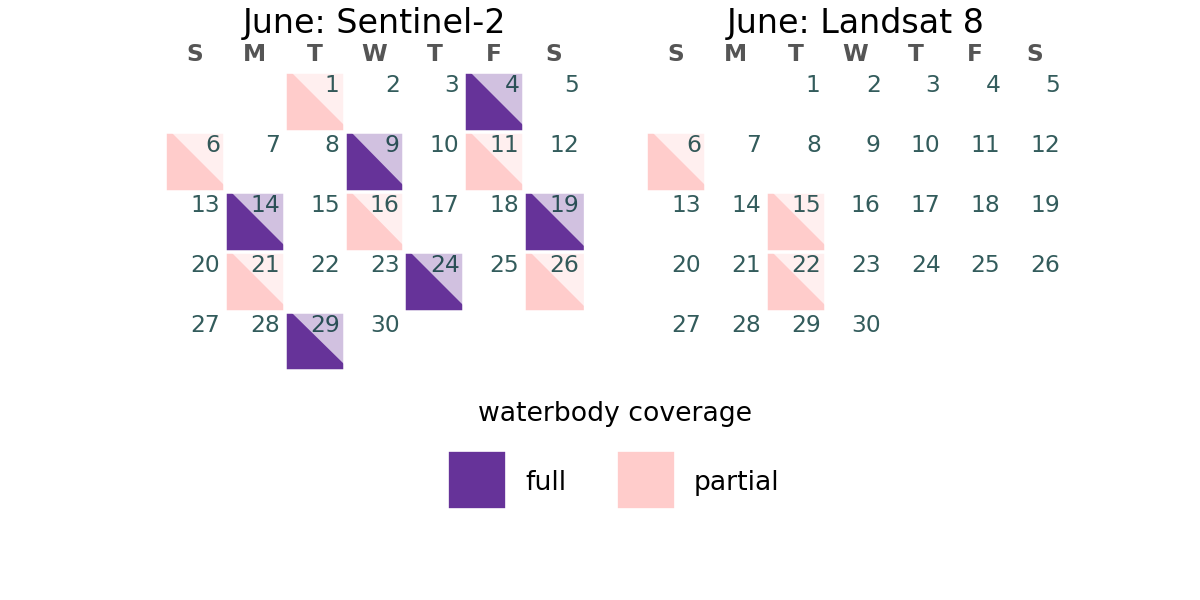 June: Sentinel-2
S M T W T F S
1 2 3 4 5
6 7 8 9 10 11 12
13 14 15 16 17 18 19
20 21 22 23 24 25 26
27 28 29 30
June: Landsat 8
S M T W T F S
1 2 3 4 5
6 7 8 9 10 11 12
13 14 15 16 17 18 19
20 21 22 23 24 25 26
27 28 29 30
waterbody coverage
full
partial